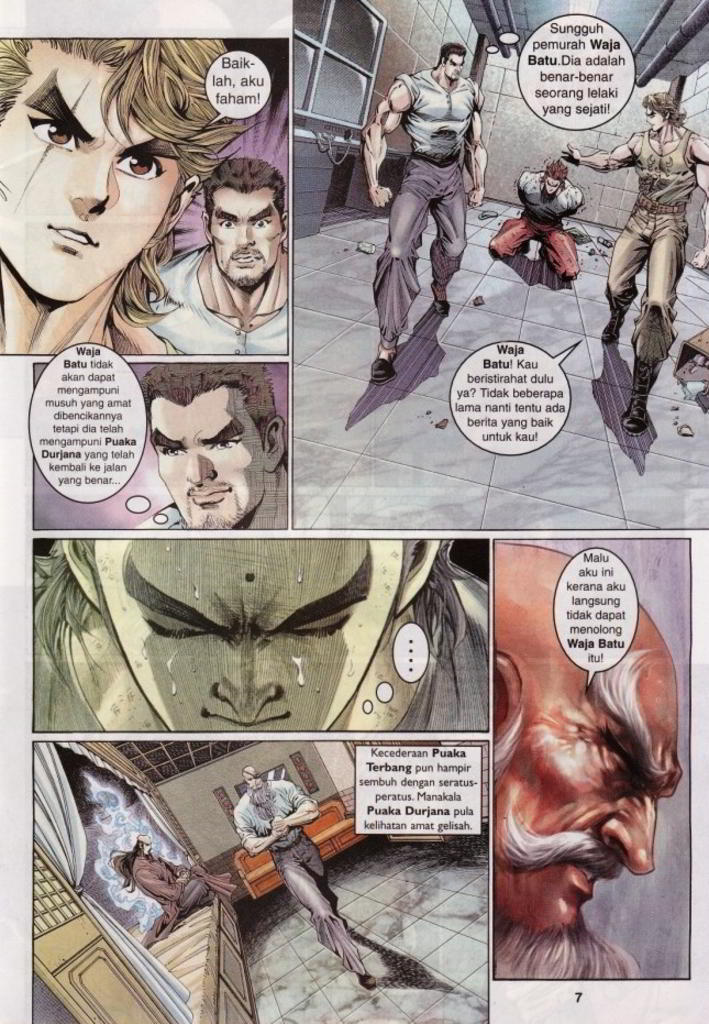 Baik-
lah, aku
faham!
Sungguh
pemurah Waja
Batu.Dia adalah
benar-benar
seorang lelaki
yang sejati!
Waja
Batu! Kau
beristirahat dulu
ya? Tidak beberapa
lama nanti tentu ada
berita yang baik
untuk kau!
Waja
Batu tidak
akan dapat
mengampuni
musuh yang amat
dibencikannya
tetapi dia telah
mengampuni Puaka
Durjana yang telah
kembali ke jalan
yang benar...
....
Malu
aku ini
kerana aku
langsung
tidak dapat
menolong
Waja Batu
itu!
Kecederaan Puaka
Terbang pun hampir
sembuh dengan seratus-
peratus. Manakala
Puaka Durjana pula
kelihatan amat gelisah.
7